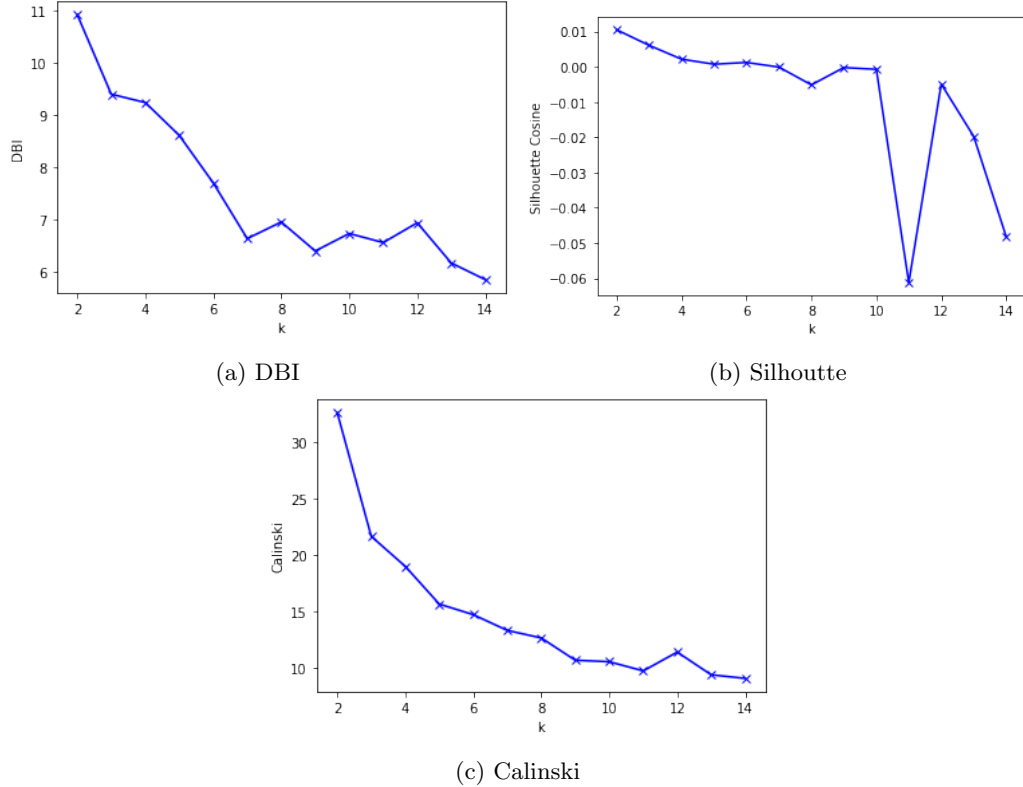 11
10
9
8
7
6
DBI
2 4 6 8 10 12 14
k
(a) DBI
0.01
0.00
−0.01
−0.02
−0.03
−0.04
−0.05
−0.06
Silhouette Cosine
2 4 6 8 10 12 14
k
(b) Silhoutte
30
25
20
15
10
Calinski
2 4 6 8 10 12 14
k
(c) Calinski